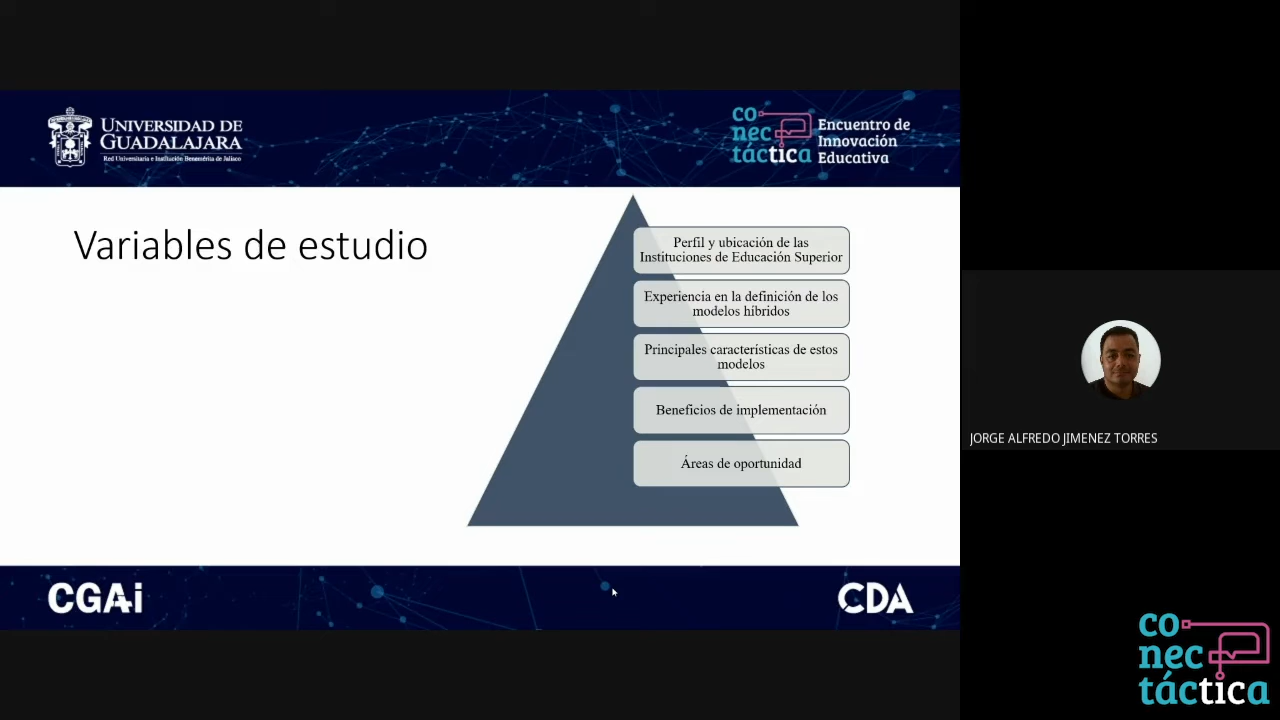 UNIVERSIDAD DE
GUADALAJARA
Red Universitaria e Institución Benemérita de Jalisco
co
nec
táctica
Encuentro de
Innovación
Educativa
Variables de estudio
Perfil y ubicación de las
Instituciones de Educación Superior
Experiencia en la definición de los
modelos híbridos
Principales características de estos
modelos
Beneficios de implementación
Áreas de oportunidad
JORGE ALFREDO JIMENEZ TORRES
CGAi
CDA
co
nec
táctica